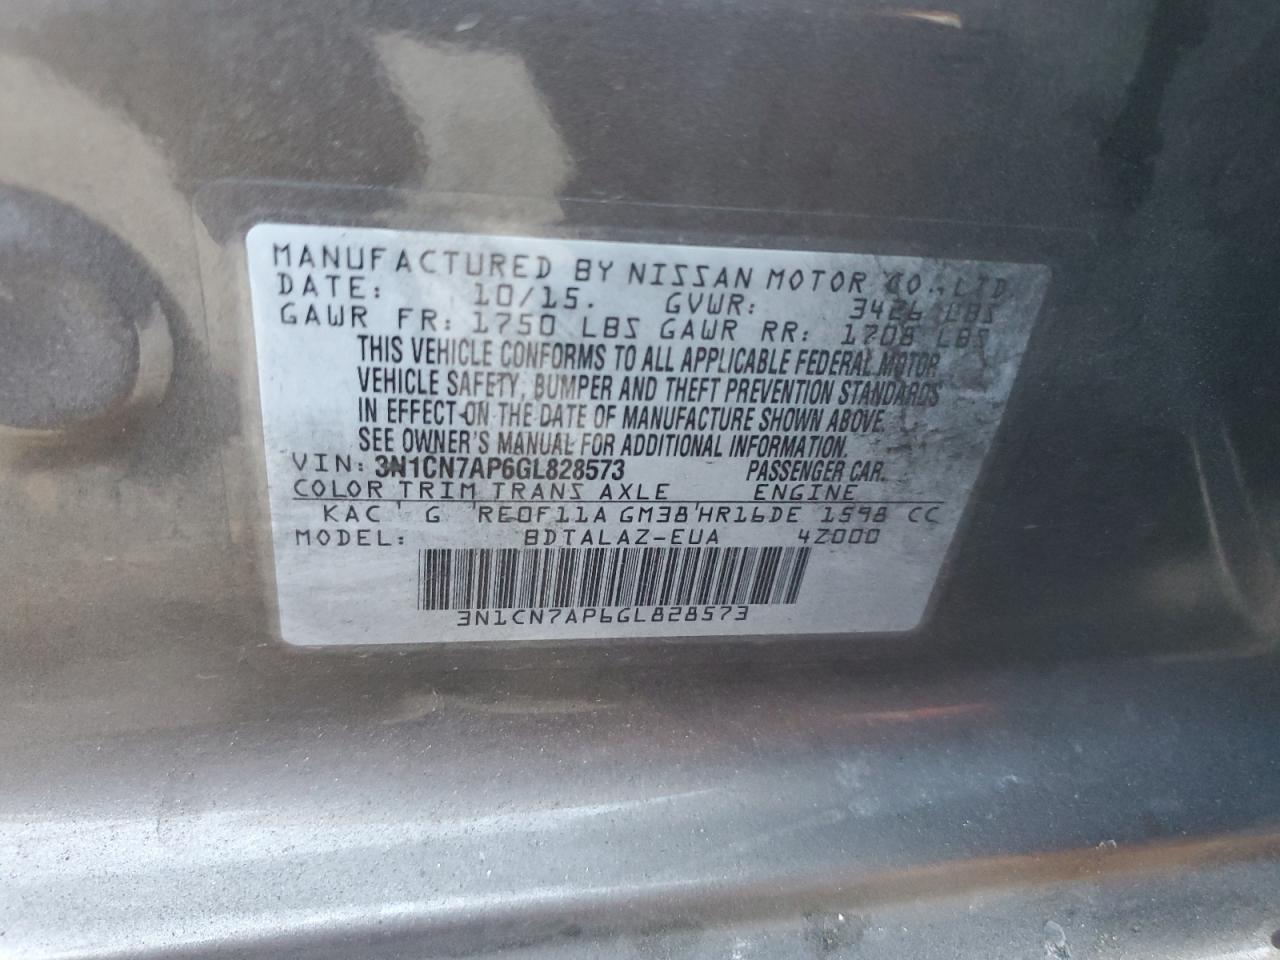 MANUFACTURED BY NISSAN MOTOR CO., LTD
DATE: 10/15. GVWR: 3426 LBS
GAWR FR: 1750 LBS GAWR RR: 1708 LBS
THIS VEHICLE CONFORMS TO ALL APPLICABLE FEDERAL MOTOR
VEHICLE SAFETY, BUMPER AND THEFT PREVENTION STANDARDS
IN EFFECT ON THE DATE OF MANUFACTURE SHOWN ABOVE.
SEE OWNER'S MANUAL FOR ADDITIONAL INFORMATION.
VIN: 3N1CN7AP6GL828573 PASSENGER CAR.
COLOR TRIM TRANS AXLE ENGINE
KAC ' G 'RE0F11A GM38'HR16DE 1598 CC
MODEL: BDTALAZ-EUA 4Z000
3N1CN7AP6GL828573